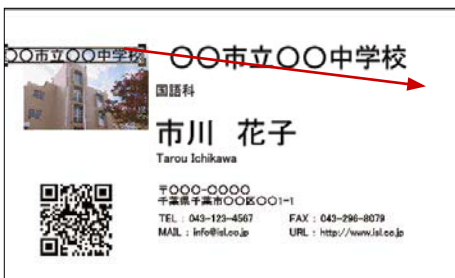 〇〇市立〇〇中学校
〇〇市立〇〇中学校
国語科
市川 花子
Tarou Ichikawa
〒000-0000
千葉県千葉市〇〇区〇〇1-1
TEL : 043-123-4567 FAX : 043-296-8079
MAIL : info@isl.co.jp URL : http://www.isl.co.jp